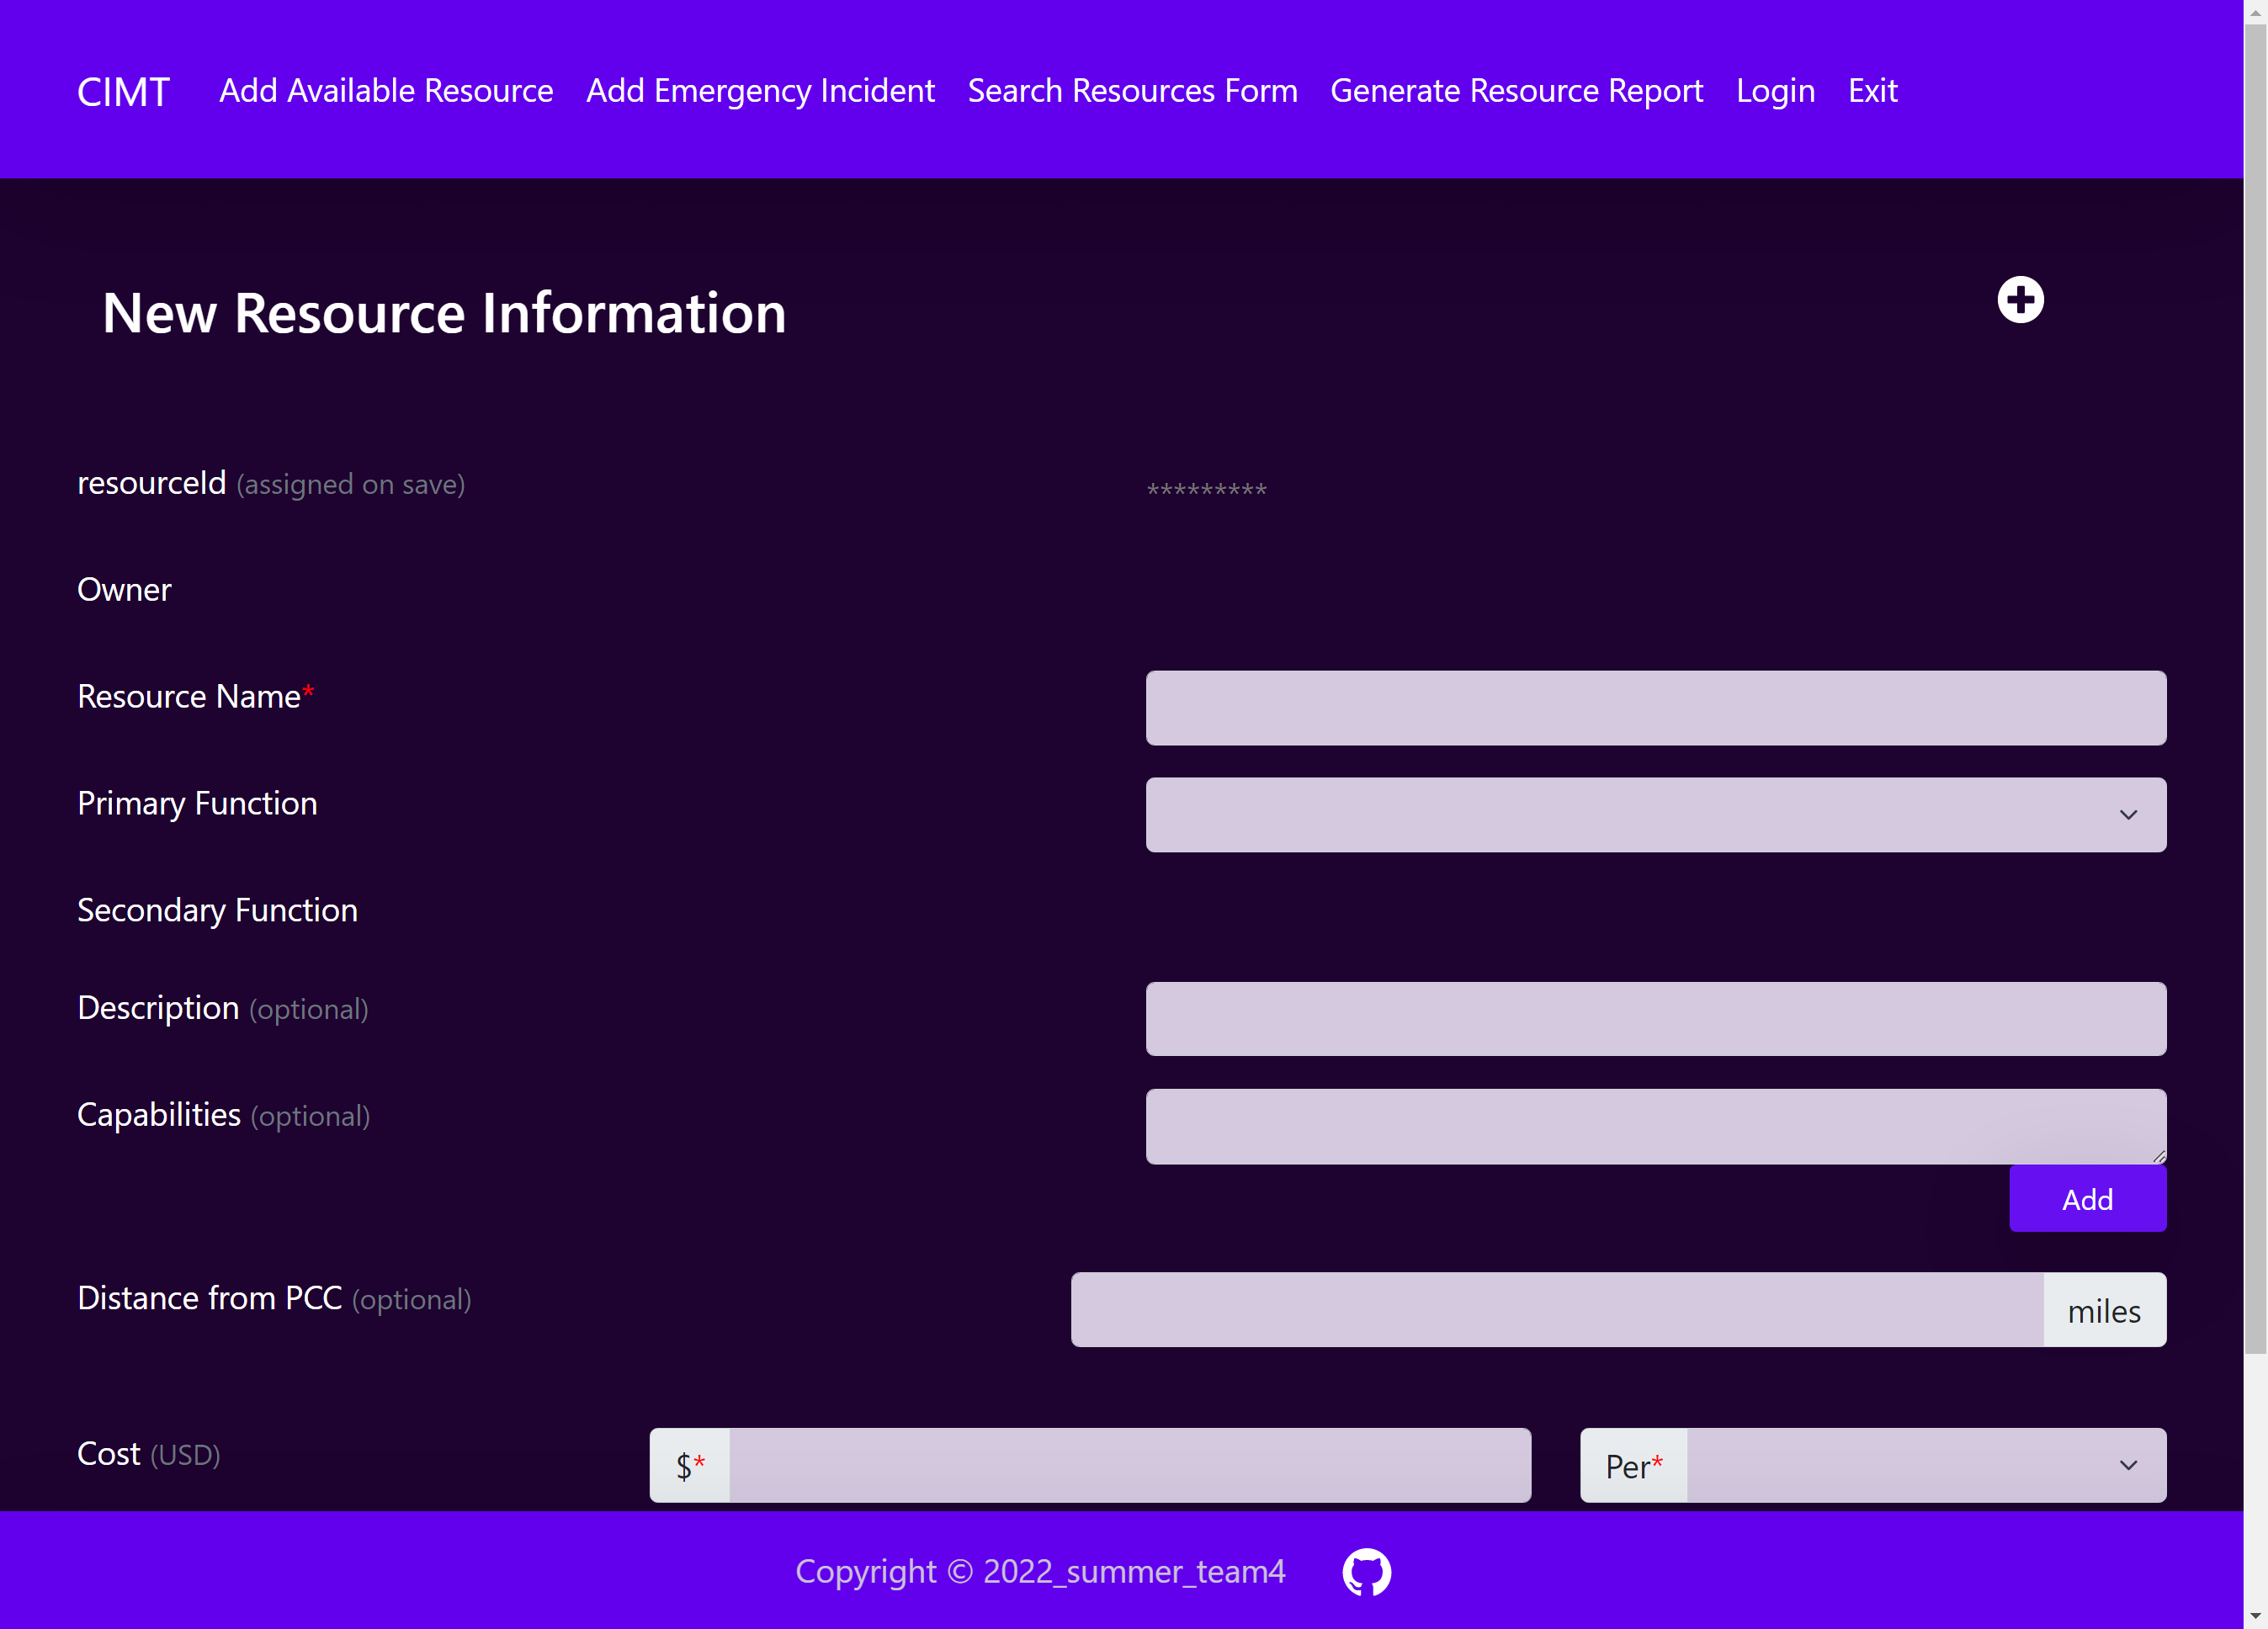 CIMT Add Available Resource Add Emergency Incident Search Resources Form Generate Resource Report Login Exit
New Resource Information
resourceId (assigned on save) *********
Owner
Resource Name*
Primary Function
Secondary Function
Description (optional)
Capabilities (optional)
Add
Distance from PCC (optional) miles
Cost (USD) $* Per*
Copyright © 2022_summer_team4